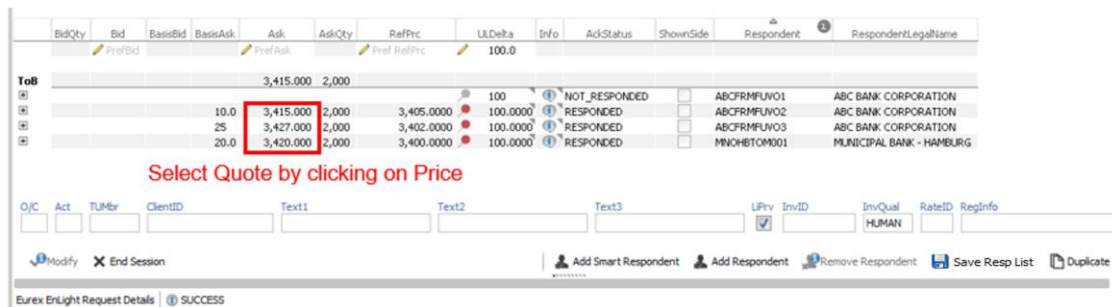 BidQty Bid BasisBid BasisAsk Ask AskQty RefPrc ULDelta Info AckStatus ShownSide Respondent 1 RespondentLegalName
PrefBid PrefAsk Pref RefPrc 100.0
ToB 3,415.000 2,000
100 NOT_RESPONDED ABCFRMFUVO1 ABC BANK CORPORATION
10.0 3,415.000 2,000 3,405.0000 100.0000 RESPONDED ABCFRMFUVO2 ABC BANK CORPORATION
25 3,427.000 2,000 3,402.0000 100.0000 RESPONDED ABCFRMFUVO3 ABC BANK CORPORATION
20.0 3,420.000 2,000 3,400.0000 100.0000 RESPONDED MNOHBTOM001 MUNICIPAL BANK - HAMBURG
Select Quote by clicking on Price
O/C Act TUMbr ClientID Text1 Text2 Text3 LiPrv InvID InvQual RateID RegInfo
HUMAN
Modify End Session Add Smart Respondent Add Respondent Remove Respondent Save Resp List Duplicate
Eurex EnLight Request Details SUCCESS